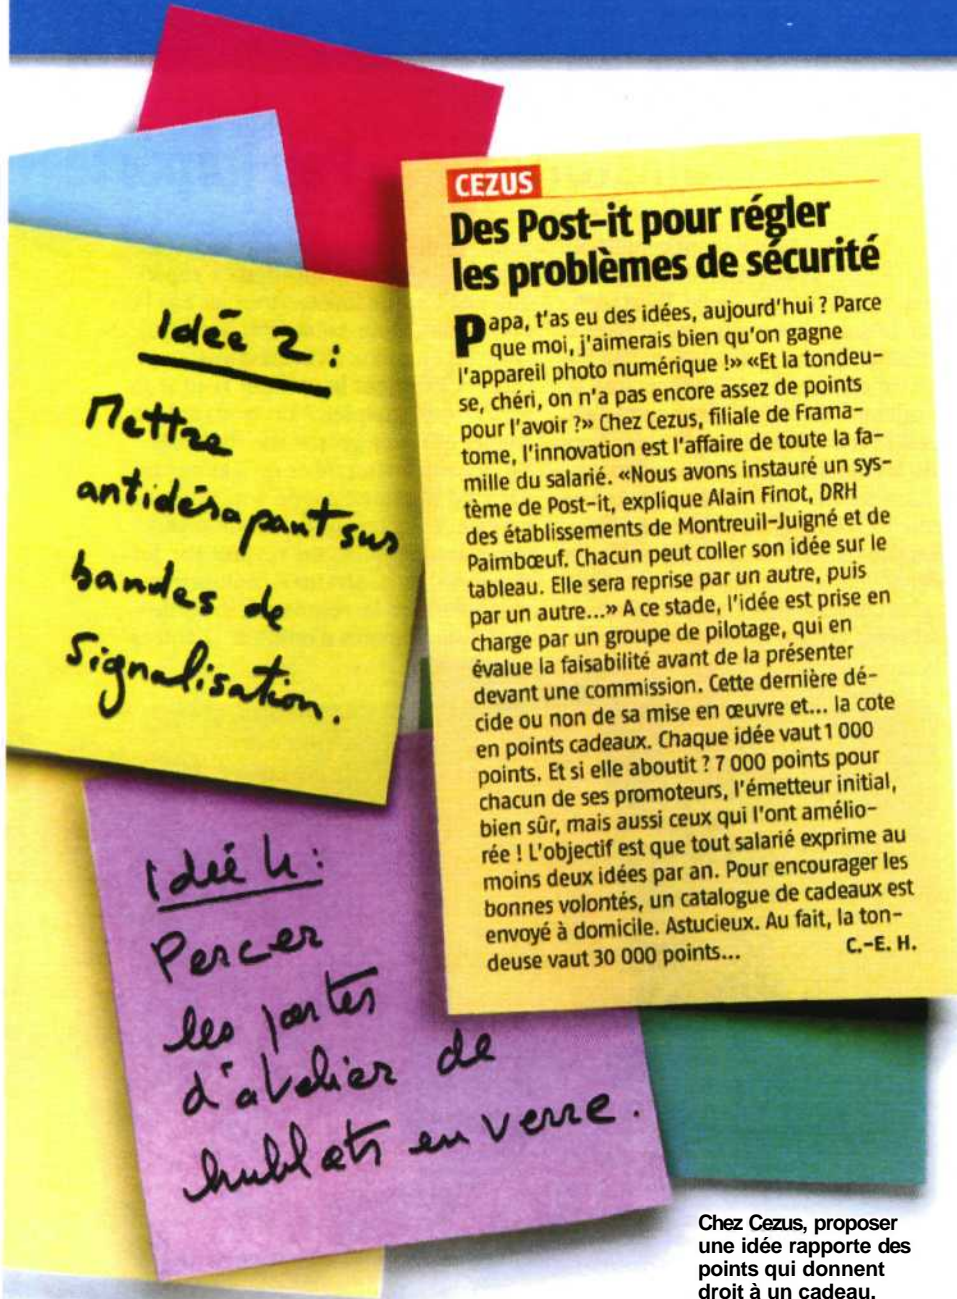 Idée 2 :
Mettre
antidérapant sur
bandes de
Signalisation.
CEZUS
Des Post-it pour régler
les problèmes de sécurité
Papa, t'as eu des idées, aujourd'hui ? Parce
que moi, j'aimerais bien qu'on gagne
l'appareil photo numérique !» «Et la tondeu-
se, chéri, on n'a pas encore assez de points
pour l'avoir ?» Chez Cezus, filiale de Frama-
tome, l'innovation est l'affaire de toute la fa-
mille du salarié. «Nous avons instauré un sys-
tème de Post-it, explique Alain Finot, DRH
des établissements de Montreuil-Juigné et de
Paimbœuf. Chacun peut coller son idée sur le
tableau. Elle sera reprise par un autre, puis
par un autre...» A ce stade, l'idée est prise en
charge par un groupe de pilotage, qui en
évalue la faisabilité avant de la présenter
devant une commission. Cette dernière dé-
cide ou non de sa mise en œuvre et... la cote
en points cadeaux. Chaque idée vaut 1 000
points. Et si elle aboutit ? 7 000 points pour
chacun de ses promoteurs, l'émetteur initial,
bien sûr, mais aussi ceux qui l'ont amélio-
rée ! L'objectif est que tout salarié exprime au
moins deux idées par an. Pour encourager les
bonnes volontés, un catalogue de cadeaux est
envoyé à domicile. Astucieux. Au fait, la ton-
deuse vaut 30 000 points...
C.-E. H.
Idée 4 :
Percer
les portes
d'atelier de
hublots en verre.
Chez Cezus, proposer
une idée rapporte des
points qui donnent
droit à un cadeau.